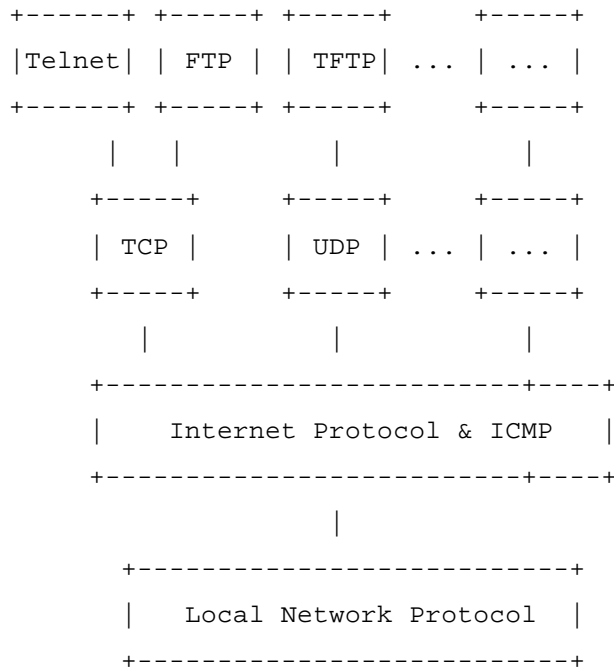 Telnet FTP TFTP ... ...
TCP UDP ... ...
Internet Protocol & ICMP
Local Network Protocol